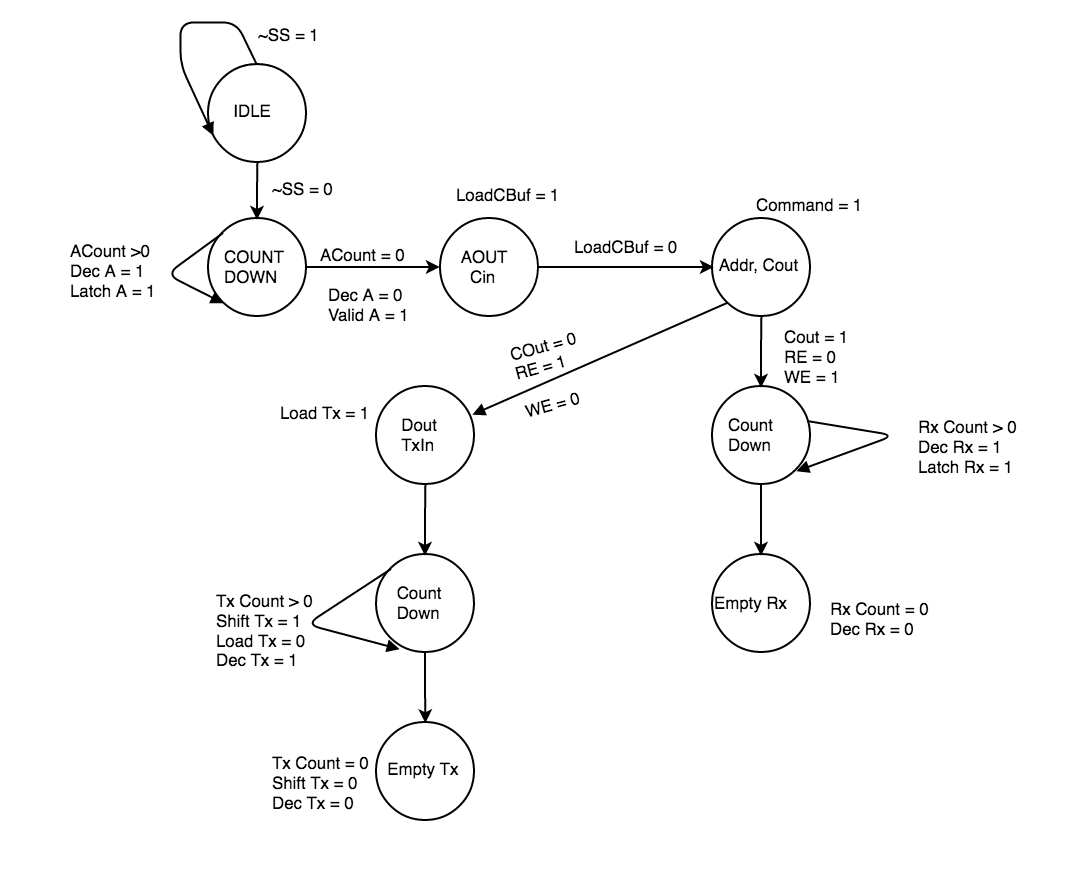 ~SS = 1
IDLE
~SS = 0
LoadCBuf = 1
Command = 1
ACount >0
Dec A = 1
Latch A = 1
COUNT
DOWN
ACount = 0
Dec A = 0
Valid A = 1
AOUT
Cin
LoadCBuf = 0
Addr, Cout
COut = 0
RE = 1
WE = 0
Cout = 1
RE = 0
WE = 1
Load Tx = 1
Dout
TxIn
Count
Down
Rx Count > 0
Dec Rx = 1
Latch Rx = 1
Tx Count > 0
Shift Tx = 1
Load Tx = 0
Dec Tx = 1
Count
Down
Empty Rx
Rx Count = 0
Dec Rx = 0
Tx Count = 0
Shift Tx = 0
Dec Tx = 0
Empty Tx